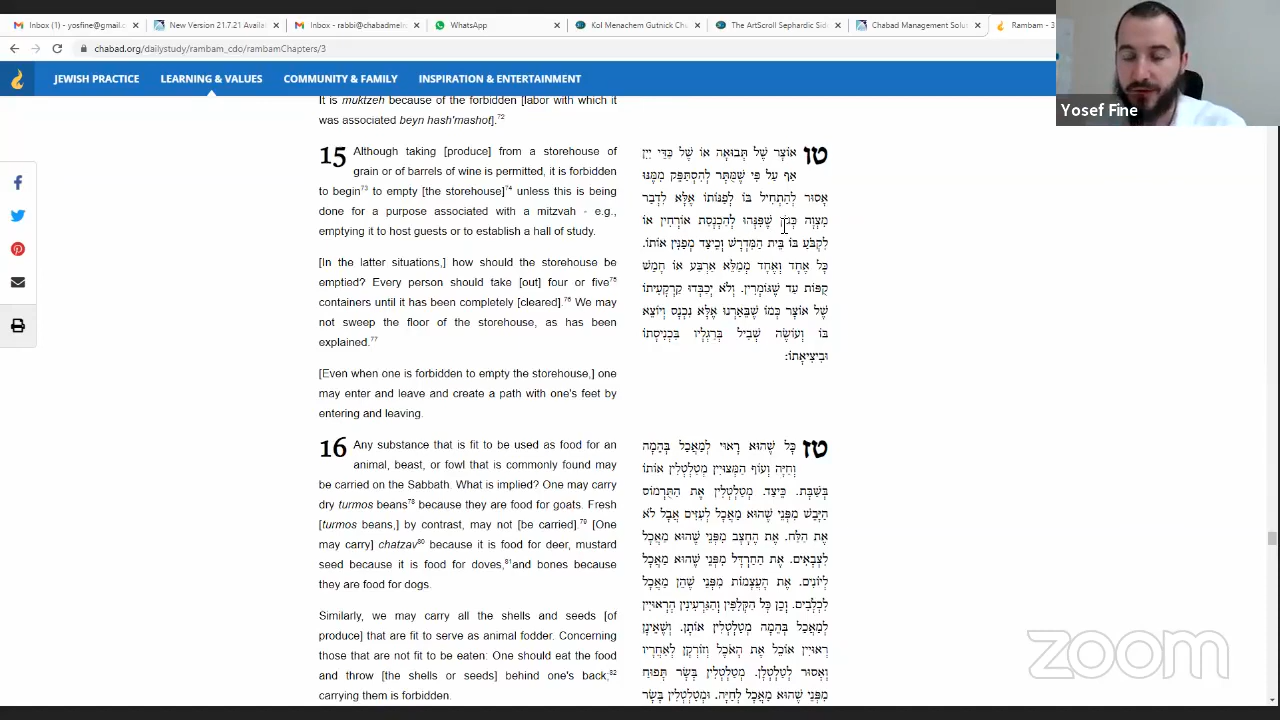 Inbox (1) - yosfine@gmail.c
New Version 21.7.21 Availa
Inbox - rabbi@chabadmein
WhatsApp
Kol Menachem Gutnick Ch
The ArtScroll Sephardic Sid
Chabad Management Solut
Rambam - 3
chabad.org/dailystudy/rambam_cdo/rambamChapters/3
JEWISH PRACTICE
LEARNING & VALUES
COMMUNITY & FAMILY
INSPIRATION & ENTERTAINMENT
Yosef Fine
It is muktzeh because of the forbidden [labor with which it
was associated beyn hash'mashot].72
15 Although taking [produce] from a storehouse of
grain or of barrels of wine is permitted, it is forbidden
to begin73 to empty [the storehouse]74 unless this is being
done for a purpose associated with a mitzvah - e.g.,
emptying it to host guests or to establish a hall of study.
[In the latter situations,] how should the storehouse be
emptied? Every person should take [out] four or five75
containers until it has been completely [cleared].76 We may
not sweep the floor of the storehouse, as has been
explained.77
[Even when one is forbidden to empty the storehouse,] one
may enter and leave and create a path with one's feet by
entering and leaving.
טו אוֹצָר שֶׁל תְּבוּאָה אוֹ שֶׁל כַּדֵּי יַיִן
אַף עַל פִּי שֶׁמֻּתָּר לְהִסְתַּפֵּק מִמֶּנּוּ
אָסוּר לְהַתְחִיל בּוֹ לְפַנּוֹתוֹ אֶלָּא לִדְבַר
מִצְוָה כְּגוֹן שֶׁפִּנָּהוּ לְהַכְנָסַת אוֹרְחִין אוֹ
לִקְבֹּעַ בּוֹ בֵּית הַמִּדְרָשׁ וְכֵיצַד מְפַנִּין אוֹתוֹ.
כָּל אֶחָד וְאֶחָד מְמַלֵּא אַרְבַּע אוֹ חָמֵשׁ
קֻפּוֹת עַד שֶׁגּוֹמְרִין. וְלֹא יְכַבְּדוּ קַרְקָעִיתוֹ
שֶׁל אוֹצָר כְּמוֹ שֶׁבֵּאַרְנוּ אֶלָּא נִכְנָס וְיוֹצֵא
בּוֹ וְעוֹשֶׂה שְׁבִיל בְּרַגְלָיו בִּכְנִיסָתוֹ
וּבִיצִיאָתוֹ:
16 Any substance that is fit to be used as food for an
animal, beast, or fowl that is commonly found may
be carried on the Sabbath. What is implied? One may carry
dry turmos beans78 because they are food for goats. Fresh
[turmos beans,] by contrast, may not [be carried].79 [One
may carry] chatzav80 because it is food for deer, mustard
seed because it is food for doves,81and bones because
they are food for dogs.
Similarly, we may carry all the shells and seeds [of
produce] that are fit to serve as animal fodder. Concerning
those that are not fit to be eaten: One should eat the food
and throw [the shells or seeds] behind one's back;82
carrying them is forbidden.
טז כָּל שֶׁהוּא רָאוּי לְמַאֲכַל בְּהֵמָה
וְחַיָּה וְעוֹף הַמְּצוּיִין מְטַלְטְלִין אוֹתוֹ
בְּשַׁבָּת. כֵּיצַד. מְטַלְטְלִין אֶת הַתֻּרְמוֹס
הַיָּבֵשׁ מִפְּנֵי שֶׁהוּא מַאֲכָל לְעִזִּים אֲבָל לֹא
אֶת הַלַּח. אֶת הֶחָצָב מִפְּנֵי שֶׁהוּא מַאֲכָל
לִצְבָאִים. אֶת הַחַרְדָּל מִפְּנֵי שֶׁהוּא מַאֲכָל
לְיוֹנִים. אֶת הָעֲצָמוֹת מִפְּנֵי שֶׁהֵן מַאֲכָל
לִכְלָבִים. וְכֵן כָּל הַקְּלִפִּין וְהַגַּרְעִינִין הָרְאוּיִין
לְמַאֲכַל בְּהֵמָה מְטַלְטְלִין אוֹתָן. וְשֶׁאֵינָן
רְאוּיִין אוֹכֵל אֶת הָאֹכֶל וְזוֹרְקָן לַאֲחוֹרָיו
וְאָסוּר לְטַלְטְלָן. מְטַלְטְלִין בָּשָׂר תָּפוּחַ
מִפְּנֵי שֶׁהוּא מַאֲכָל לְחַיָּה. וּמְטַלְטְלִין בָּשָׂר
zoom